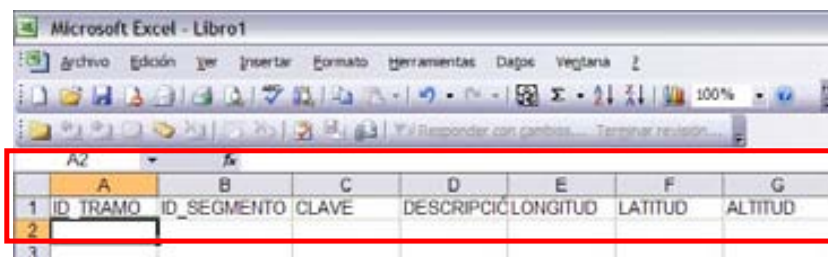 Microsoft Excel - Libro1
Archivo Edición Ver Insertar Formato Herramientas Datos Ventana ?
Σ 100%
Responder con cambios... Terminar revisión...
A2 fx
A B C D E F G
1 ID_TRAMO ID_SEGMENTO CLAVE DESCRIPCIÓ LONGITUD LATITUD ALTITUD
2
3